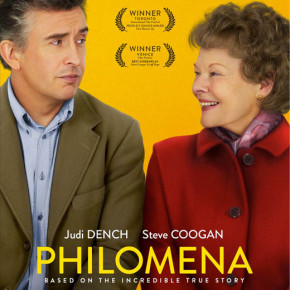 WINNER
TORONTO
WINNER
VENICE
Judi DENCH Steve COOGAN
PHILOMENA
BASED ON THE INCREDIBLE TRUE STORY